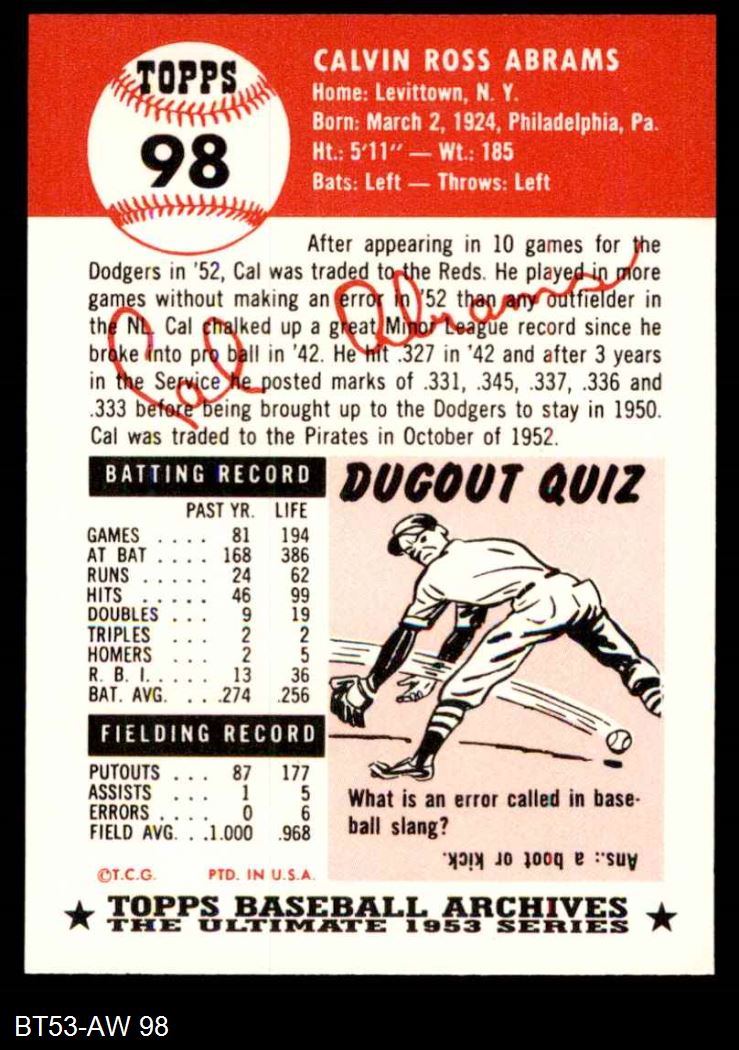 TOPPS
98
CALVIN ROSS ABRAMS
Home: Levittown, N. Y.
Born: March 2, 1924, Philadelphia, Pa.
Ht.: 5'11" — Wt.: 185
Bats: Left — Throws: Left
After appearing in 10 games for the
Dodgers in '52, Cal was traded to the Reds. He played in more
games without making an error in '52 than any outfielder in
the NL. Cal chalked up a great Minor League record since he
broke into pro ball in '42. He hit .327 in '42 and after 3 years
in the Service he posted marks of .331, .345, .337, .336 and
.333 before being brought up to the Dodgers to stay in 1950.
Cal was traded to the Pirates in October of 1952.
Cal Abrams
BATTING RECORD
PAST YR. LIFE
GAMES . . . . 81 194
AT BAT . . . . 168 386
RUNS . . . . . 24 62
HITS . . . . . 46 99
DOUBLES . . . 9 19
TRIPLES . . . 2 2
HOMERS . . . 2 5
R. B. I. . . . . 13 36
BAT. AVG. . . .274 .256
FIELDING RECORD
PUTOUTS . . . 87 177
ASSISTS . . . 1 5
ERRORS . . . . 0 6
FIELD AVG. . .1.000 .968
©T.C.G. PTD. IN U.S.A.
DUGOUT QUIZ
What is an error called in base-
ball slang?
Ans.: a boot or kick.
★ TOPPS BASEBALL ARCHIVES ★
THE ULTIMATE 1953 SERIES
BT53-AW 98